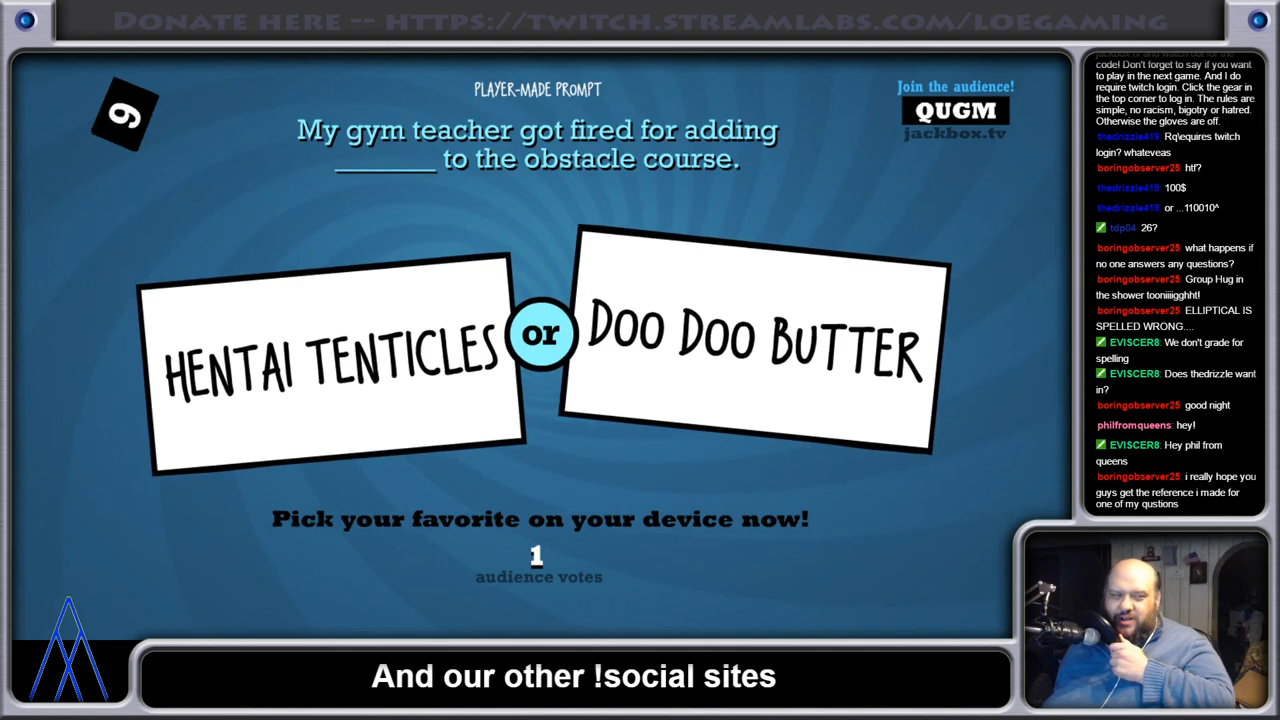 Donate here -- https://twitch.streamlabs.com/loegaming
9
PLAYER-MADE PROMPT
My gym teacher got fired for adding
________ to the obstacle course.
Join the audience!
QUGM
jackbox.tv
HENTAI TENTICLES
or
DOO DOO BUTTER
Pick your favorite on your device now!
1
audience votes
And our other !social sites
jackbox.tv and watch out for the
code! Don't forget to say if you want
to play in the next game. And I do
require twitch login. Click the gear in
the top corner to log in. The rules are
simple, no racism, bigotry or hatred.
Otherwise the gloves are off.
thedrizzle419: Rq\equires twitch
login? whateveas
boringobserver25: htf?
thedrizzle419: 100$
thedrizzle419: or ...110010^
tdp04: 26?
boringobserver25: what happens if
no one answers any questions?
boringobserver25: Group Hug in
the shower tooniiiigghht!
boringobserver25: ELLIPTICAL IS
SPELLED WRONG....
EVISCER8: We don't grade for
spelling
EVISCER8: Does thedrizzle want
in?
boringobserver25: good night
philfromqueens: hey!
EVISCER8: Hey phil from
queens
boringobserver25: i really hope you
guys get the reference i made for
one of my qustions